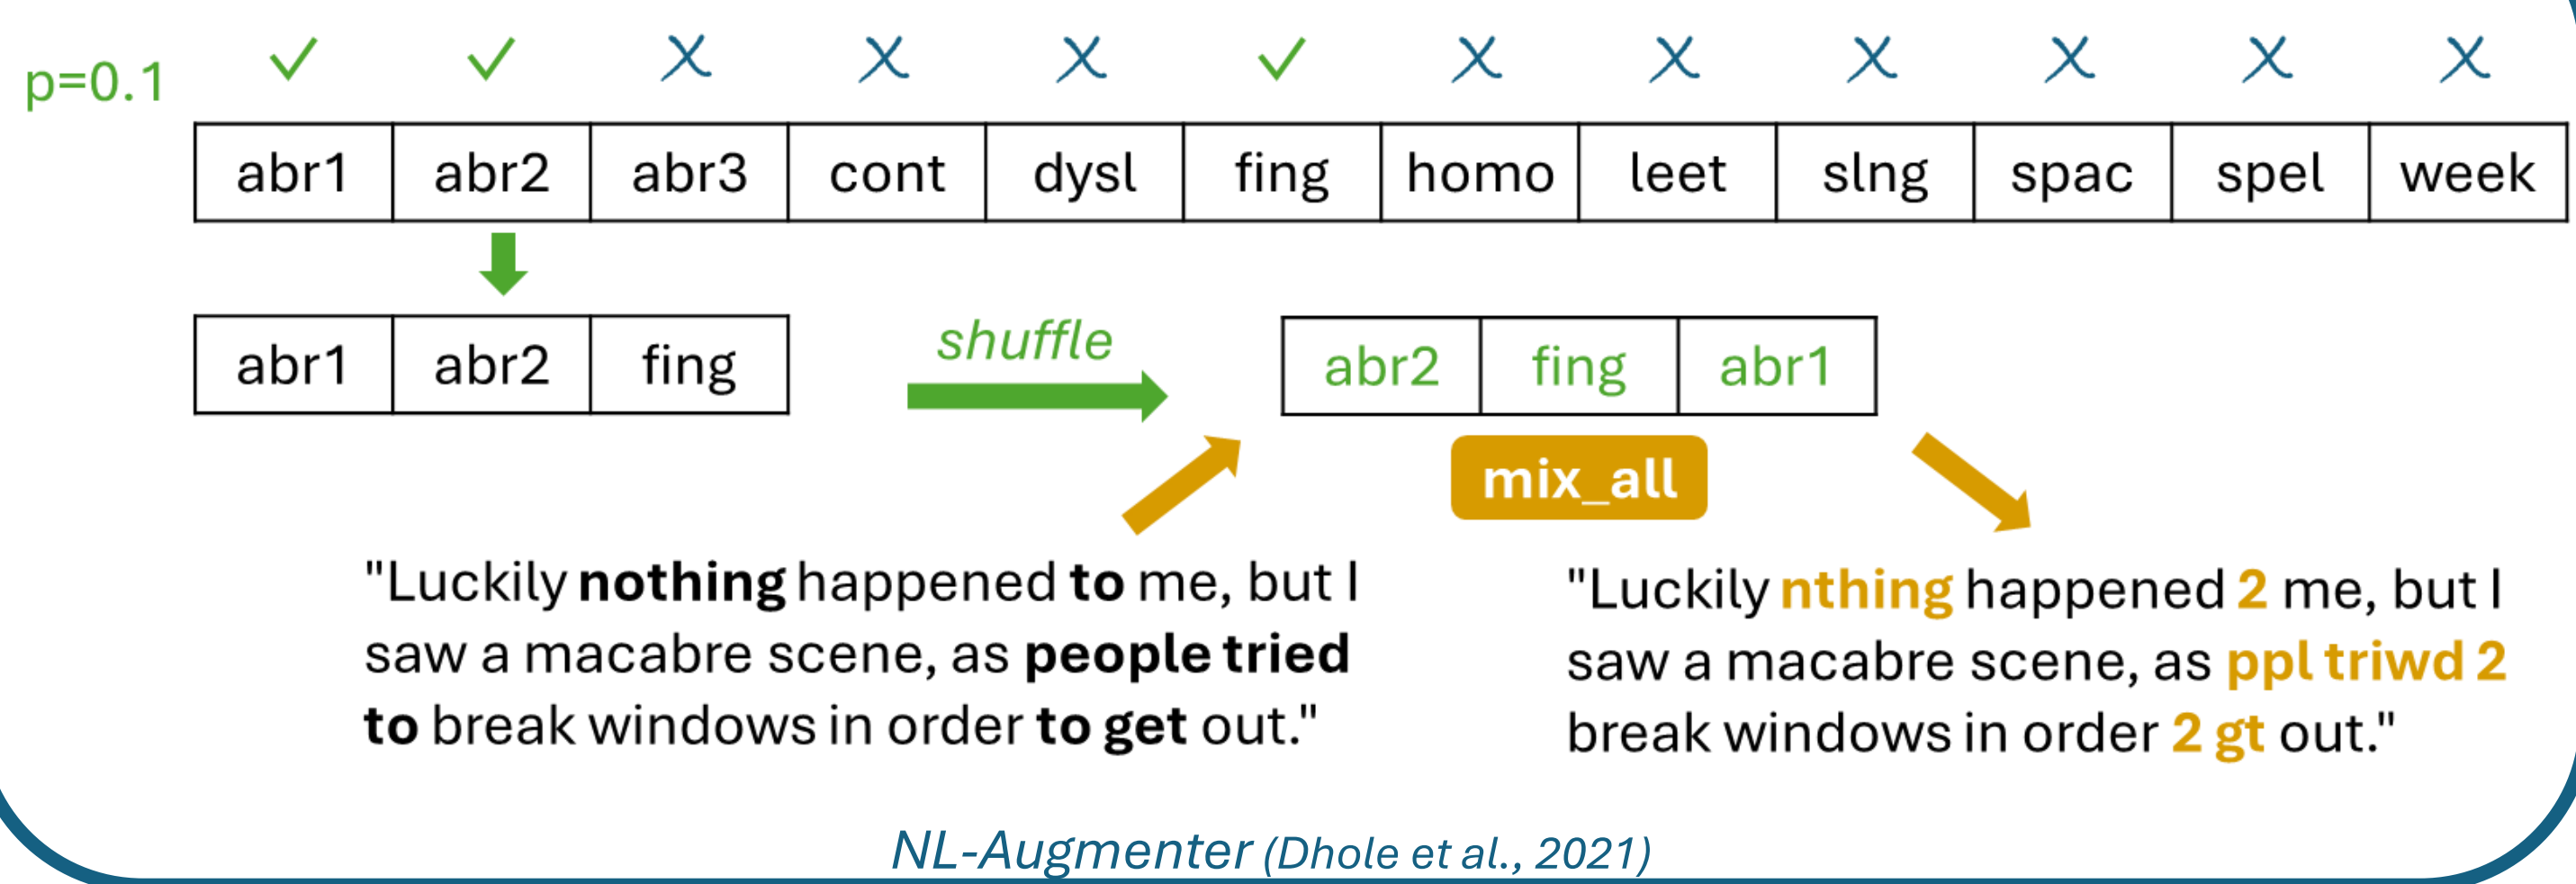 p=0.1
abr1 abr2 abr3 cont dysl fing homo leet slng spac spel week
abr1 abr2 fing
shuffle
abr2 fing abr1
mix_all
"Luckily nothing happened to me, but I
saw a macabre scene, as people tried
to break windows in order to get out."
"Luckily nthing happened 2 me, but I
saw a macabre scene, as ppl triwd 2
break windows in order 2 gt out."
NL-Augmenter (Dhole et al., 2021)